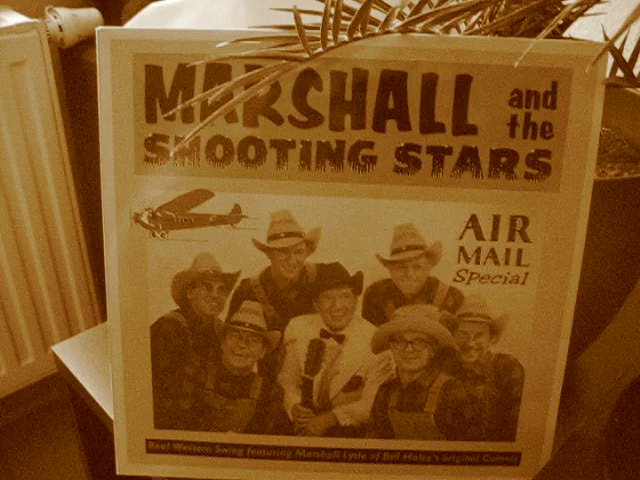 MARSHALL and the
SHOOTING STARS
AIR
MAIL
Special
Real Western Swing featuring Marshall Lytle of Bill Haley's original Comets